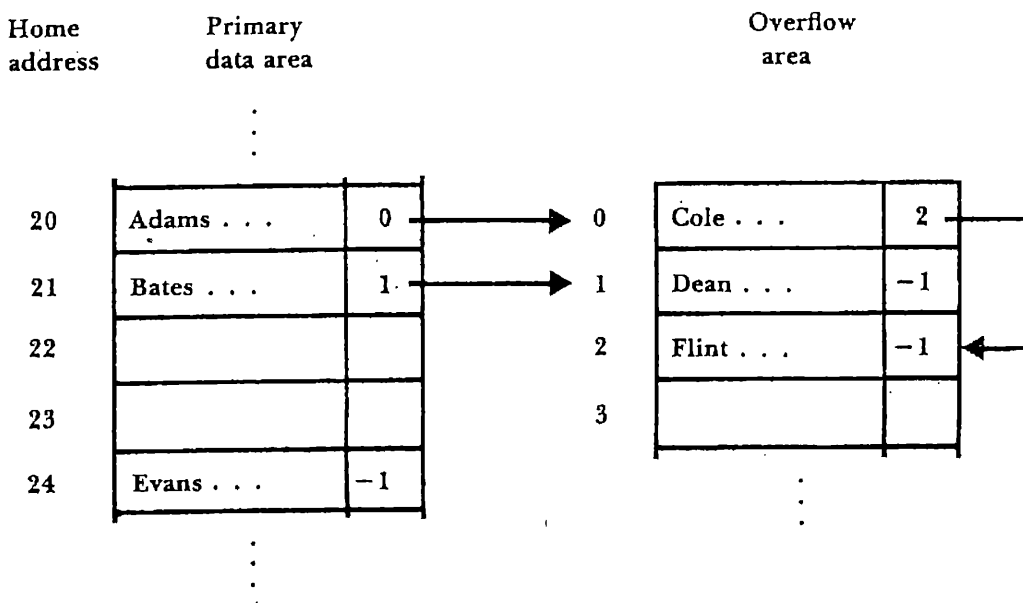 Home address
Primary data area
Overflow area
20 Adams . . . 0
21 Bates . . . 1
22
23
24 Evans . . . -1
0 Cole . . . 2
1 Dean . . . -1
2 Flint . . . -1
3